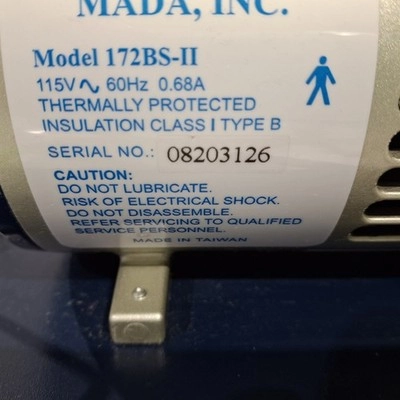 MADA, INC.
Model 172BS-II
115V∿ 60Hz 0.68A
THERMALLY PROTECTED
INSULATION CLASS I TYPE B
SERIAL NO.: 08203126
CAUTION:
DO NOT LUBRICATE.
RISK OF ELECTRICAL SHOCK.
DO NOT DISASSEMBLE.
REFER SERVICING TO QUALIFIED
SERVICE PERSONNEL.
MADE IN TAIWAN